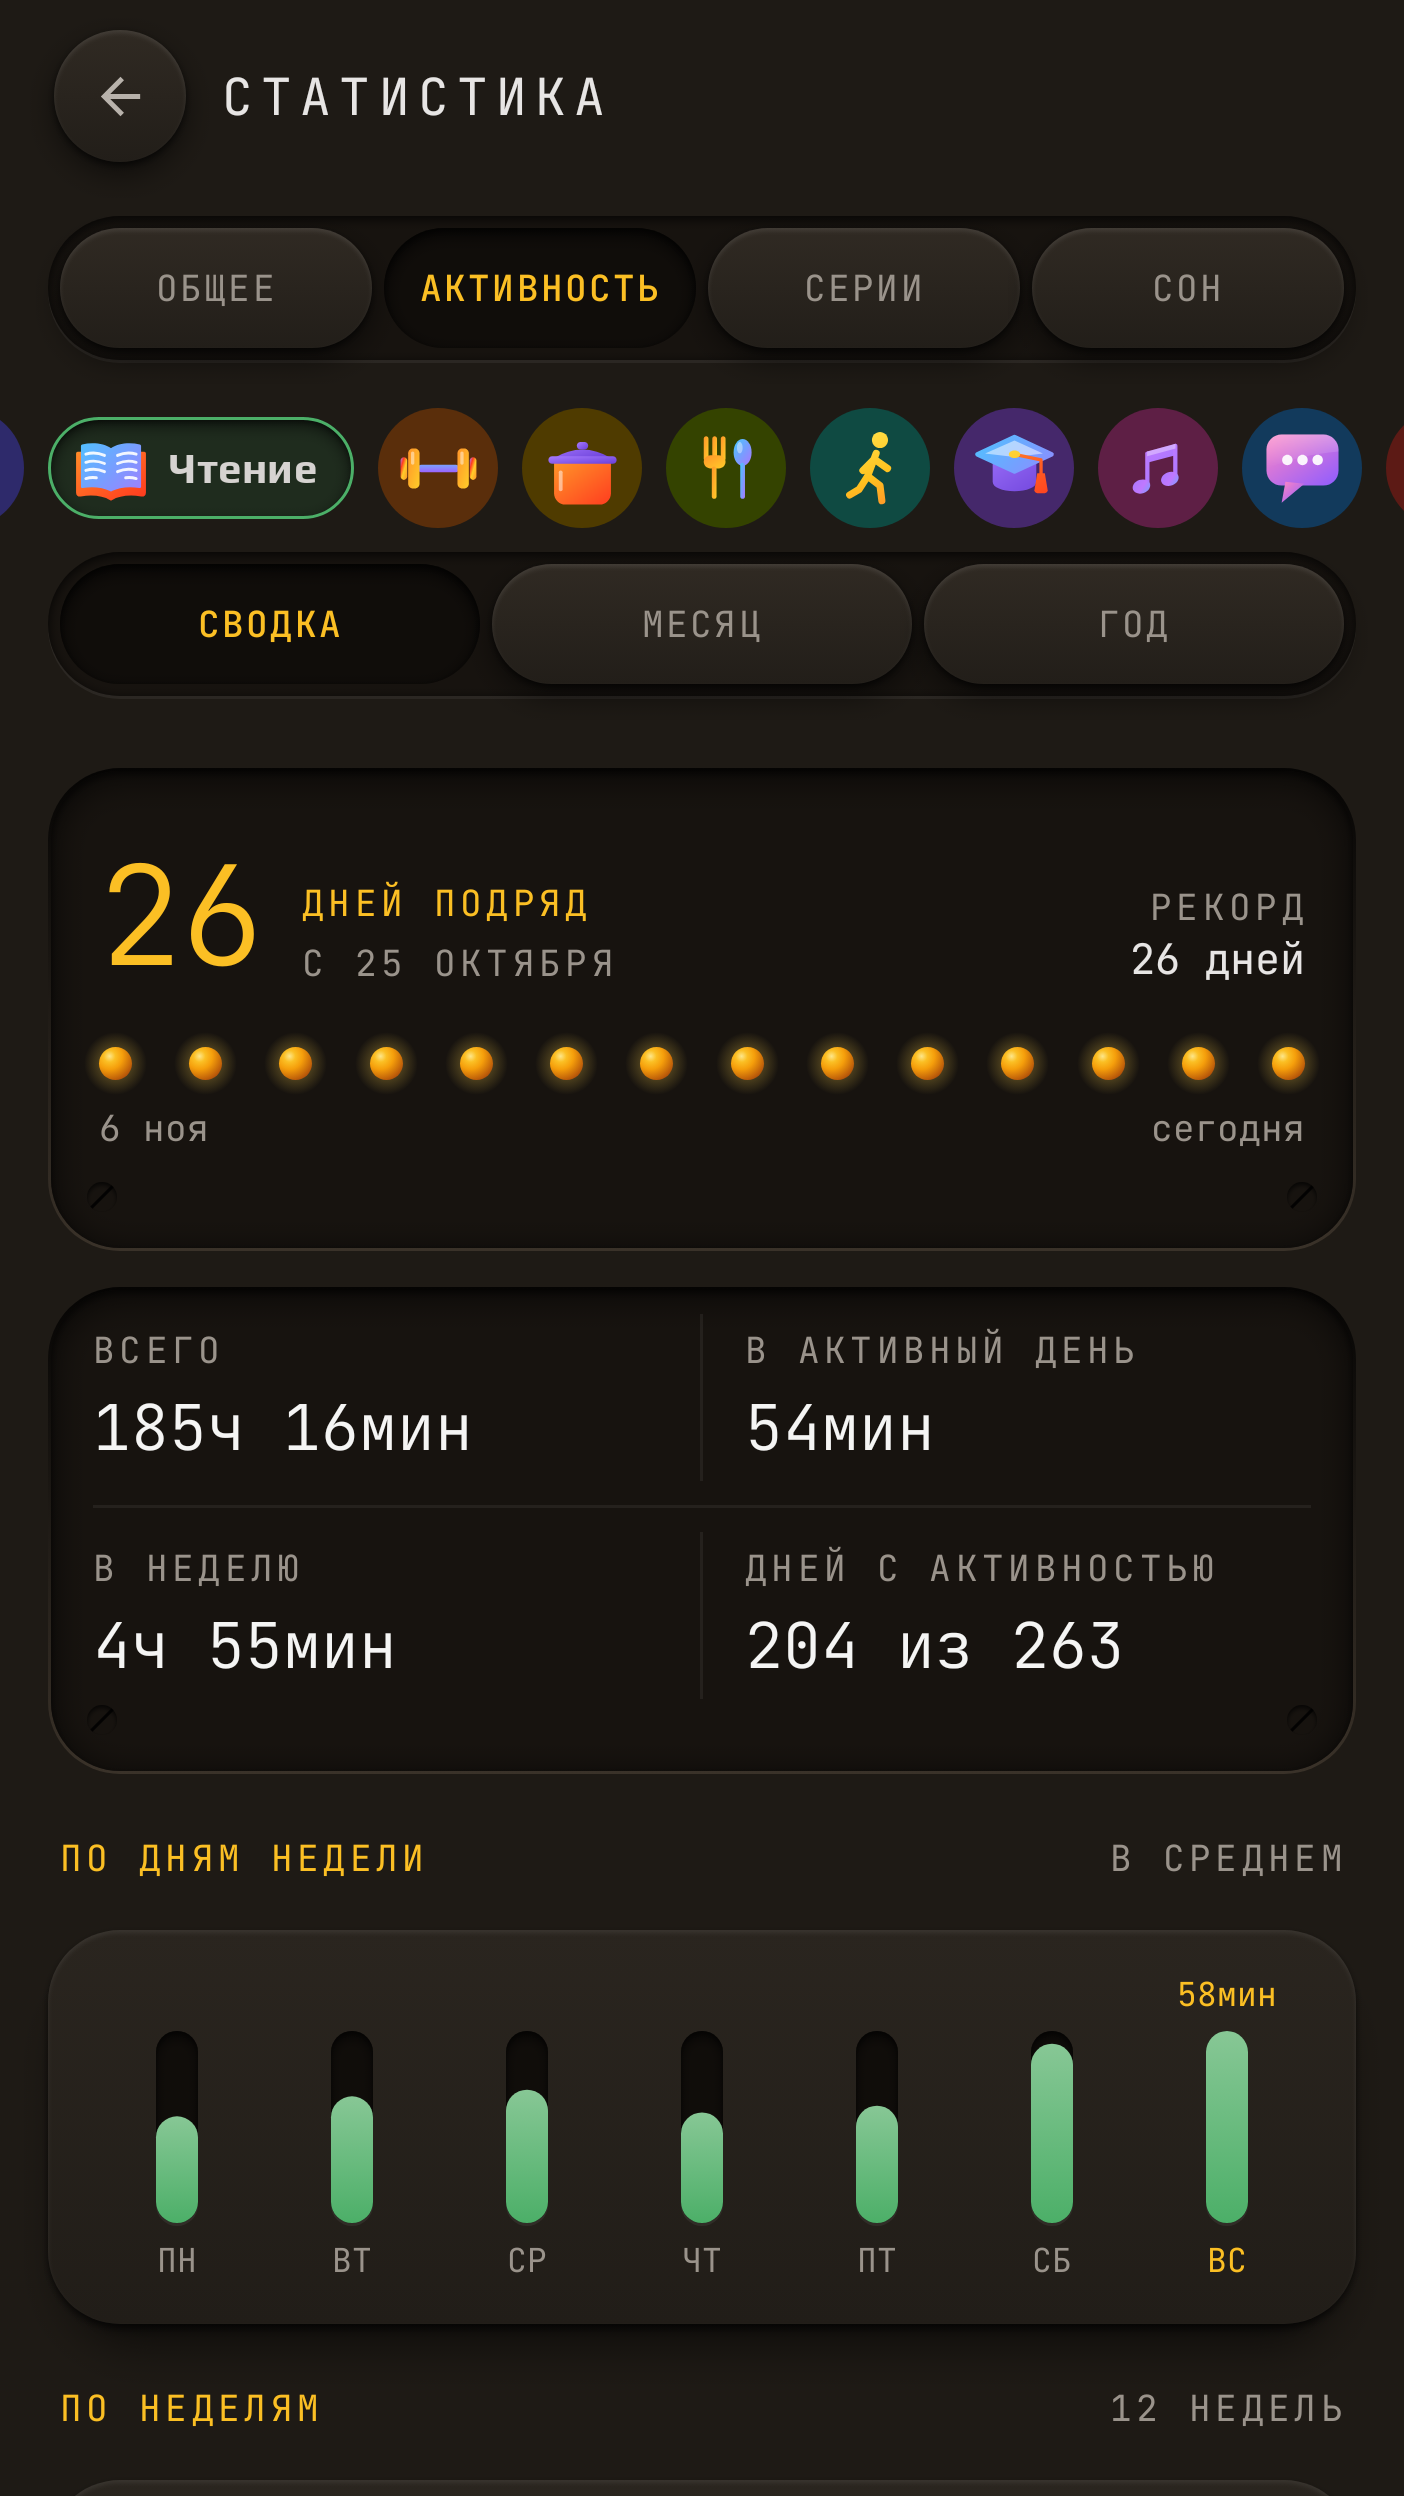 СТАТИСТИКА
ОБЩЕЕ АКТИВНОСТЬ СЕРИИ СОН
Чтение
СВОДКА МЕСЯЦ ГОД
26 ДНЕЙ ПОДРЯД
С 25 ОКТЯБРЯ
РЕКОРД
26 дней
6 ноя сегодня
ВСЕГО
185ч 16мин
В АКТИВНЫЙ ДЕНЬ
54мин
В НЕДЕЛЮ
4ч 55мин
ДНЕЙ С АКТИВНОСТЬЮ
204 из 263
ПО ДНЯМ НЕДЕЛИ В СРЕДНЕМ
58мин
ПН ВТ СР ЧТ ПТ СБ ВС
ПО НЕДЕЛЯМ 12 НЕДЕЛЬ